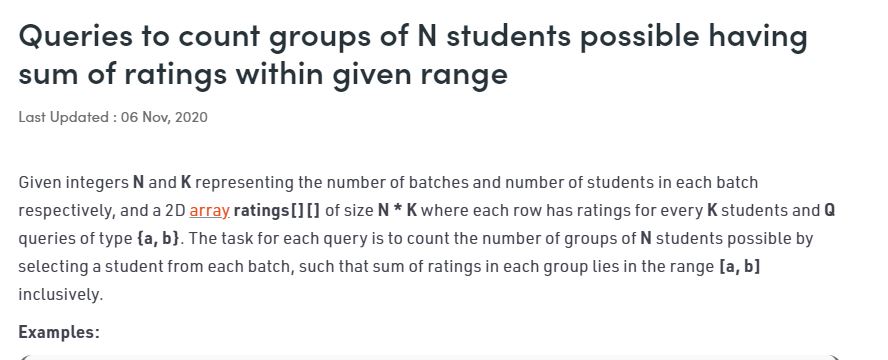 Queries to count groups of N students possible having
sum of ratings within given range
Last Updated : 06 Nov, 2020
Given integers N and K representing the number of batches and number of students in each batch
respectively, and a 2D array ratings[][] of size N * K where each row has ratings for every K students and Q
queries of type {a, b}. The task for each query is to count the number of groups of N students possible by
selecting a student from each batch, such that sum of ratings in each group lies in the range [a, b]
inclusively.
Examples: